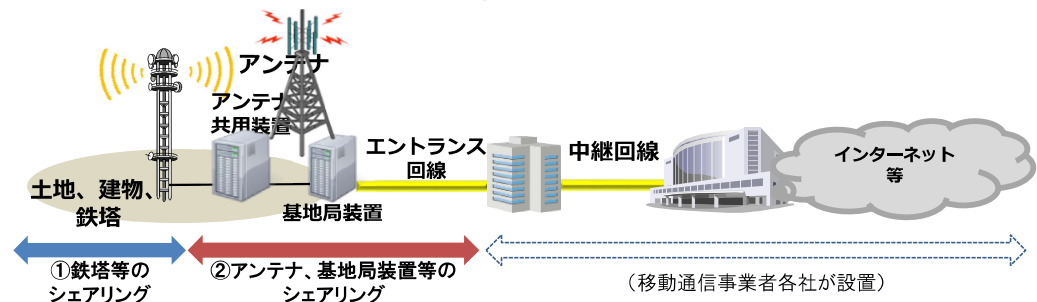 アンテナ
アンテナ
共用装置
エントランス
回線
中継回線
インターネット
等
土地、建物、
鉄塔
基地局装置
①鉄塔等の
シェアリング
②アンテナ、基地局装置等の
シェアリング
(移動通信事業者各社が設置)